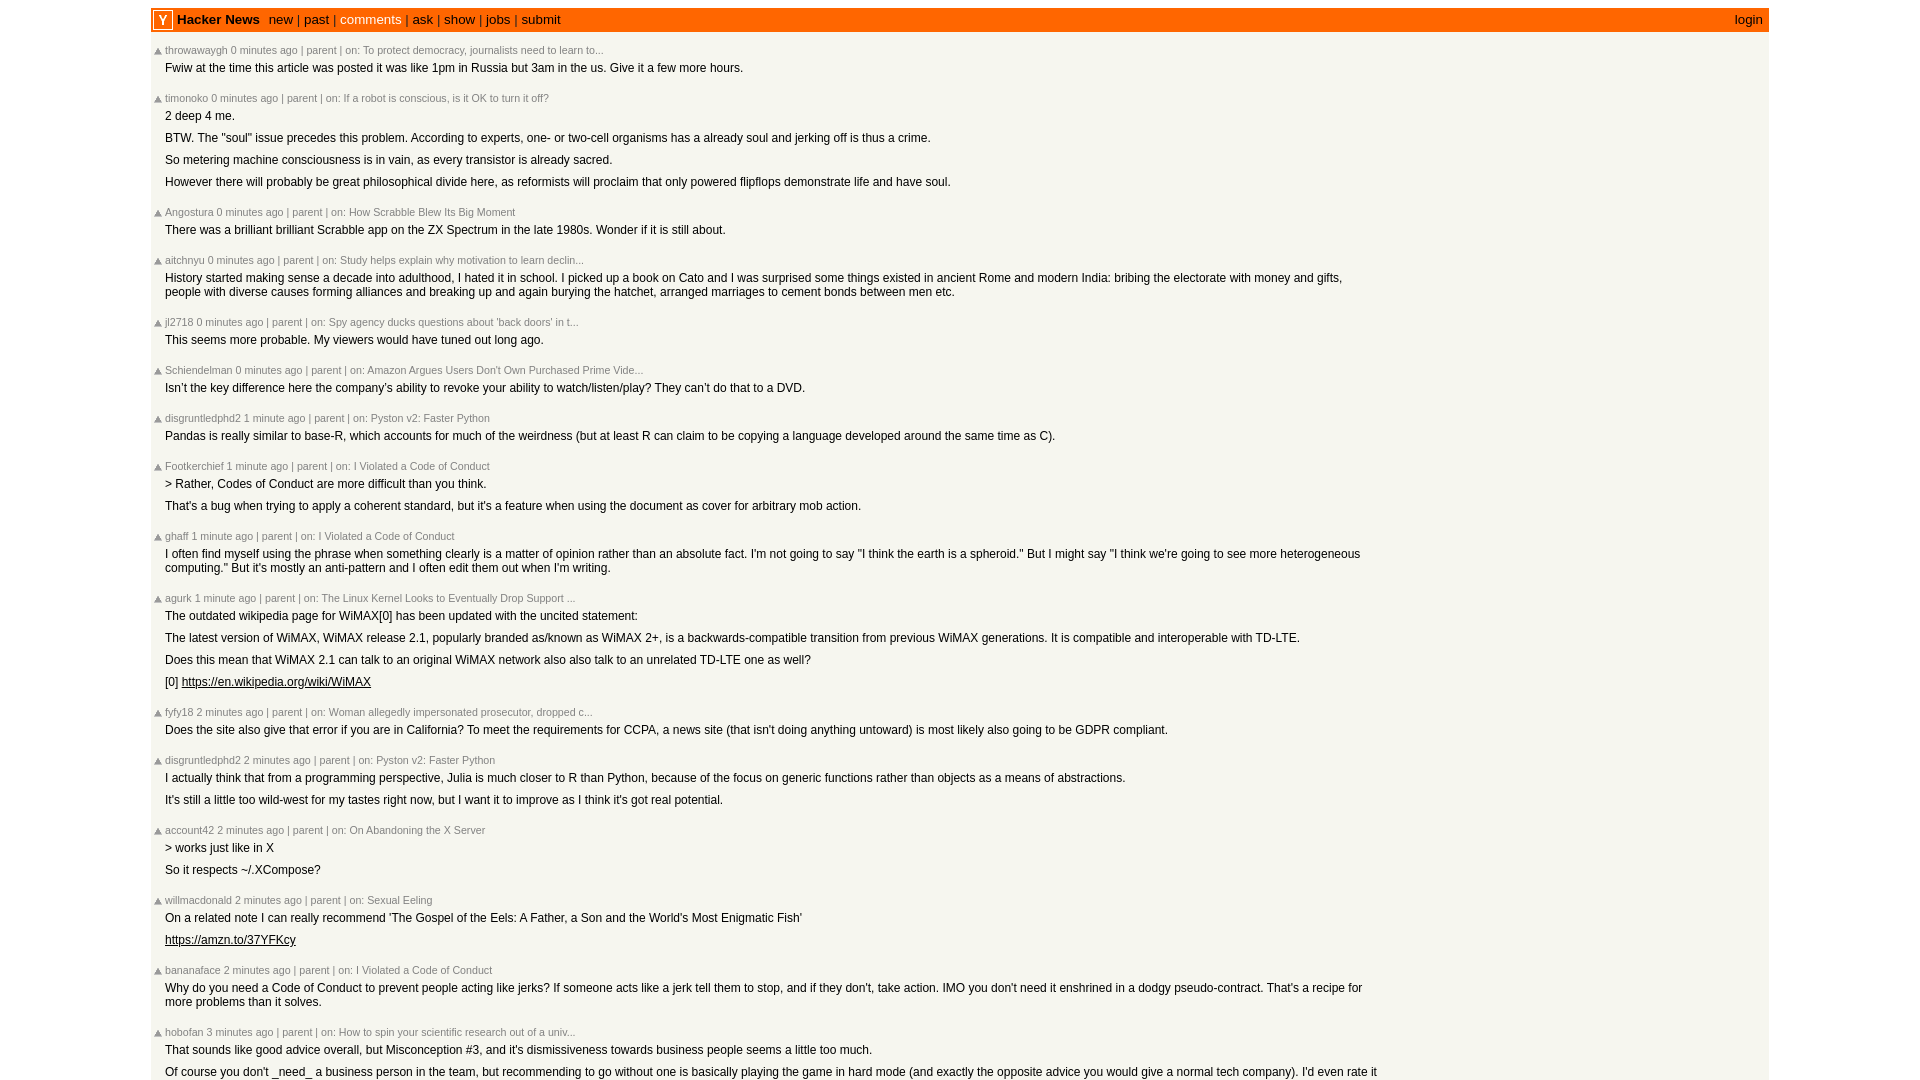 Y Hacker News new | past | comments | ask | show | jobs | submit login
throwawaygh 0 minutes ago | parent | on: To protect democracy, journalists need to learn to...
Fwiw at the time this article was posted it was like 1pm in Russia but 3am in the us. Give it a few more hours.
timonoko 0 minutes ago | parent | on: If a robot is conscious, is it OK to turn it off?
2 deep 4 me.
BTW. The "soul" issue precedes this problem. According to experts, one- or two-cell organisms has a already soul and jerking off is thus a crime.
So metering machine consciousness is in vain, as every transistor is already sacred.
However there will probably be great philosophical divide here, as reformists will proclaim that only powered flipflops demonstrate life and have soul.
Angostura 0 minutes ago | parent | on: How Scrabble Blew Its Big Moment
There was a brilliant brilliant Scrabble app on the ZX Spectrum in the late 1980s. Wonder if it is still about.
aitchnyu 0 minutes ago | parent | on: Study helps explain why motivation to learn declin...
History started making sense a decade into adulthood, I hated it in school. I picked up a book on Cato and I was surprised some things existed in ancient Rome and modern India: bribing the electorate with money and gifts,
people with diverse causes forming alliances and breaking up and again burying the hatchet, arranged marriages to cement bonds between men etc.
jl2718 0 minutes ago | parent | on: Spy agency ducks questions about 'back doors' in t...
This seems more probable. My viewers would have tuned out long ago.
Schiendelman 0 minutes ago | parent | on: Amazon Argues Users Don't Own Purchased Prime Vide...
Isn’t the key difference here the company’s ability to revoke your ability to watch/listen/play? They can’t do that to a DVD.
disgruntledphd2 1 minute ago | parent | on: Pyston v2: Faster Python
Pandas is really similar to base-R, which accounts for much of the weirdness (but at least R can claim to be copying a language developed around the same time as C).
Footkerchief 1 minute ago | parent | on: I Violated a Code of Conduct
> Rather, Codes of Conduct are more difficult than you think.
That's a bug when trying to apply a coherent standard, but it's a feature when using the document as cover for arbitrary mob action.
ghaff 1 minute ago | parent | on: I Violated a Code of Conduct
I often find myself using the phrase when something clearly is a matter of opinion rather than an absolute fact. I'm not going to say "I think the earth is a spheroid." But I might say "I think we're going to see more heterogeneous
computing." But it's mostly an anti-pattern and I often edit them out when I'm writing.
agurk 1 minute ago | parent | on: The Linux Kernel Looks to Eventually Drop Support ...
The outdated wikipedia page for WiMAX[0] has been updated with the uncited statement:
The latest version of WiMAX, WiMAX release 2.1, popularly branded as/known as WiMAX 2+, is a backwards-compatible transition from previous WiMAX generations. It is compatible and interoperable with TD-LTE.
Does this mean that WiMAX 2.1 can talk to an original WiMAX network also also talk to an unrelated TD-LTE one as well?
[0] https://en.wikipedia.org/wiki/WiMAX
fyfy18 2 minutes ago | parent | on: Woman allegedly impersonated prosecutor, dropped c...
Does the site also give that error if you are in California? To meet the requirements for CCPA, a news site (that isn't doing anything untoward) is most likely also going to be GDPR compliant.
disgruntledphd2 2 minutes ago | parent | on: Pyston v2: Faster Python
I actually think that from a programming perspective, Julia is much closer to R than Python, because of the focus on generic functions rather than objects as a means of abstractions.
It's still a little too wild-west for my tastes right now, but I want it to improve as I think it's got real potential.
account42 2 minutes ago | parent | on: On Abandoning the X Server
> works just like in X
So it respects ~/.XCompose?
willmacdonald 2 minutes ago | parent | on: Sexual Eeling
On a related note I can really recommend 'The Gospel of the Eels: A Father, a Son and the World's Most Enigmatic Fish'
https://amzn.to/37YFKcy
bananaface 2 minutes ago | parent | on: I Violated a Code of Conduct
Why do you need a Code of Conduct to prevent people acting like jerks? If someone acts like a jerk tell them to stop, and if they don't, take action. IMO you don't need it enshrined in a dodgy pseudo-contract. That's a recipe for
more problems than it solves.
hobofan 3 minutes ago | parent | on: How to spin your scientific research out of a univ...
That sounds like good advice overall, but Misconception #3, and it's dismissiveness towards business people seems a little too much.
Of course you don't _need_ a business person in the team, but recommending to go without one is basically playing the game in hard mode (and exactly the opposite advice you would give a normal tech company). I'd even rate it